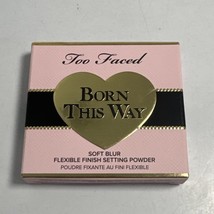 Too Faced
BORN
THIS WAY
SOFT BLUR
FLEXIBLE FINISH SETTING POWDER
POUDRE FIXANTE AU FINI FLEXIBLE